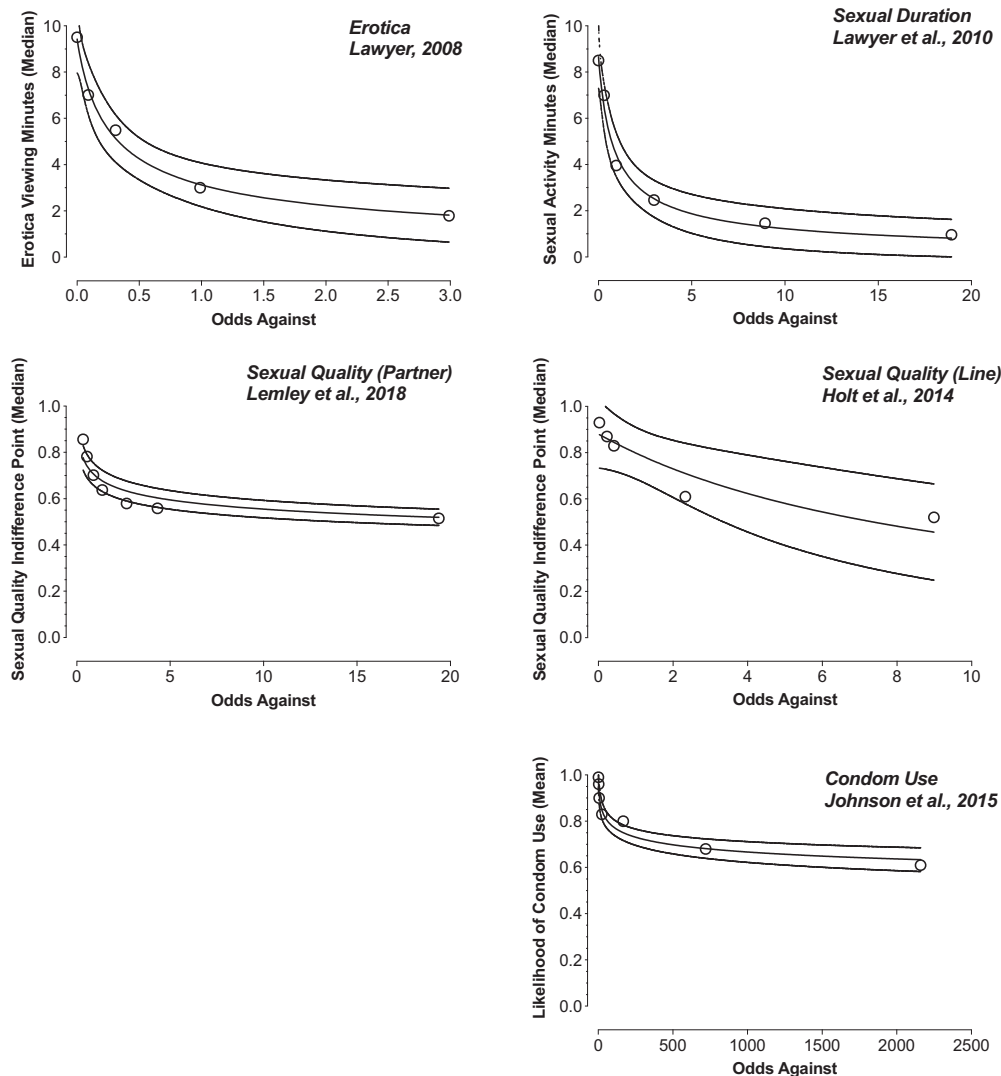 Erotica
Lawyer, 2008
Erotica Viewing Minutes (Median)
10
8
6
4
2
0
0.0 0.5 1.0 1.5 2.0 2.5 3.0
Odds Against
Sexual Duration
Lawyer et al., 2010
Sexual Activity Minutes (Median)
10
8
6
4
2
0
0 5 10 15 20
Odds Against
Sexual Quality (Partner)
Lemley et al., 2018
Sexual Quality Indifference Point (Median)
1.0
0.8
0.6
0.4
0.2
0.0
0 5 10 15 20
Odds Against
Sexual Quality (Line)
Holt et al., 2014
Sexual Quality Indifference Point (Median)
1.0
0.8
0.6
0.4
0.2
0.0
0 2 4 6 8 10
Odds Against
Condom Use
Johnson et al., 2015
Likelihood of Condom Use (Mean)
1.0
0.8
0.6
0.4
0.2
0.0
0 500 1000 1500 2000 2500
Odds Against